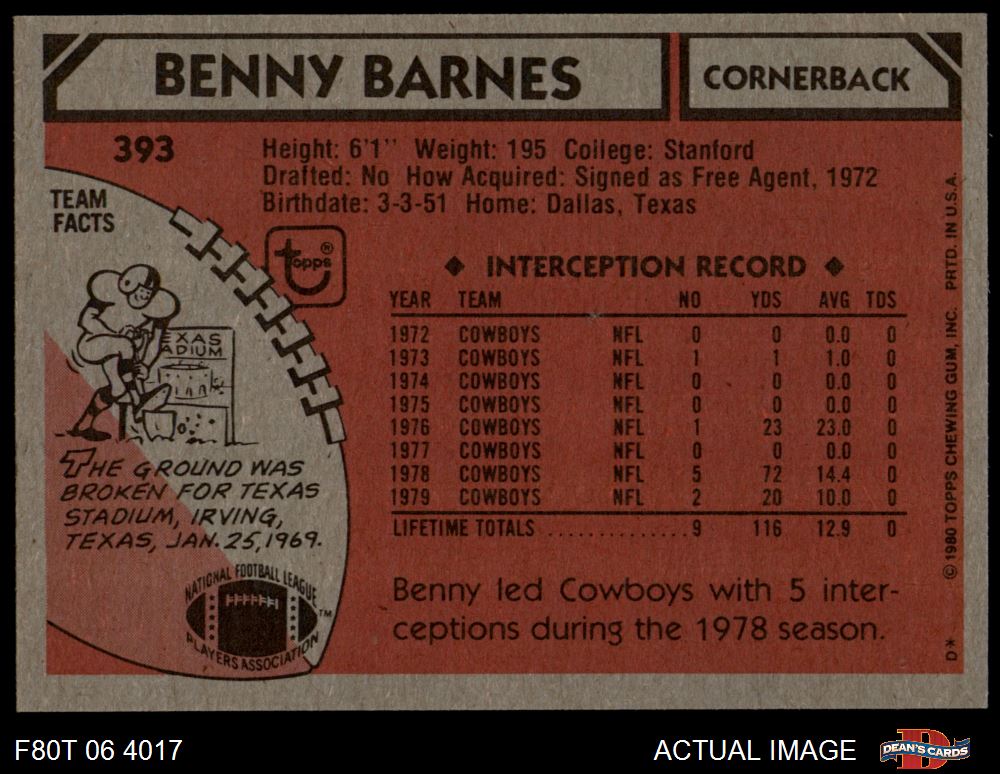 BENNY BARNES
CORNERBACK
393
Height: 6'1" Weight: 195 College: Stanford
Drafted: No How Acquired: Signed as Free Agent, 1972
Birthdate: 3-3-51 Home: Dallas, Texas
TEAM
FACTS
topps®
EXAS
ADIUM
THE GROUND WAS
BROKEN FOR TEXAS
STADIUM, IRVING,
TEXAS, JAN. 25, 1969.
NATIONAL FOOTBALL LEAGUE
PLAYERS ASSOCIATION
TM
◆ INTERCEPTION RECORD ◆
YEAR TEAM NO YDS AVG TDS
1972 COWBOYS NFL 0 0 0.0 0
1973 COWBOYS NFL 1 1 1.0 0
1974 COWBOYS NFL 0 0 0.0 0
1975 COWBOYS NFL 0 0 0.0 0
1976 COWBOYS NFL 1 23 23.0 0
1977 COWBOYS NFL 0 0 0.0 0
1978 COWBOYS NFL 5 72 14.4 0
1979 COWBOYS NFL 2 20 10.0 0
LIFETIME TOTALS .............. 9 116 12.9 0
Benny led Cowboys with 5 inter-
ceptions during the 1978 season.
© 1980 TOPPS CHEWING GUM, INC. PRTD. IN U.S.A.
D*
F80T 06 4017
ACTUAL IMAGE
DEAN'S CARDS